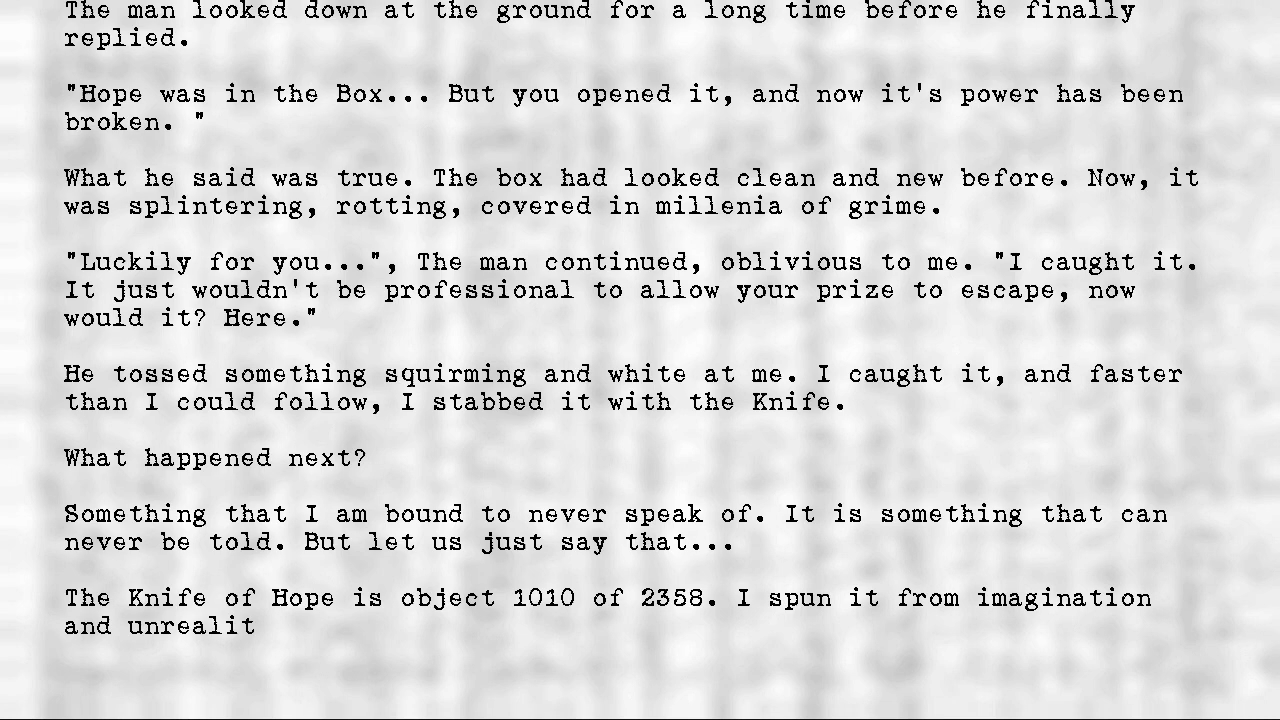 The man looked down at the ground for a long time before he finally
replied.
"Hope was in the Box... But you opened it, and now it's power has been
broken. "
What he said was true. The box had looked clean and new before. Now, it
was splintering, rotting, covered in millenia of grime.
"Luckily for you...", The man continued, oblivious to me. "I caught it.
It just wouldn't be professional to allow your prize to escape, now
would it? Here."
He tossed something squirming and white at me. I caught it, and faster
than I could follow, I stabbed it with the Knife.
What happened next?
Something that I am bound to never speak of. It is something that can
never be told. But let us just say that...
The Knife of Hope is object 1010 of 2358. I spun it from imagination
and unrealit